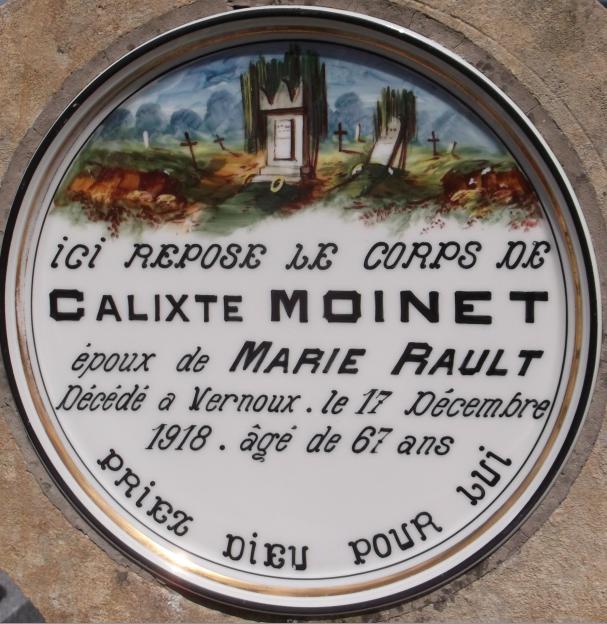 ici REPOSE LE CORPS DE
CALIXTE MOINET
époux de MARIE RAULT
Décédé a Vernoux. le 17 Décembre
1918. âgé de 67 ans
PRIEZ DIEU POUR LUI